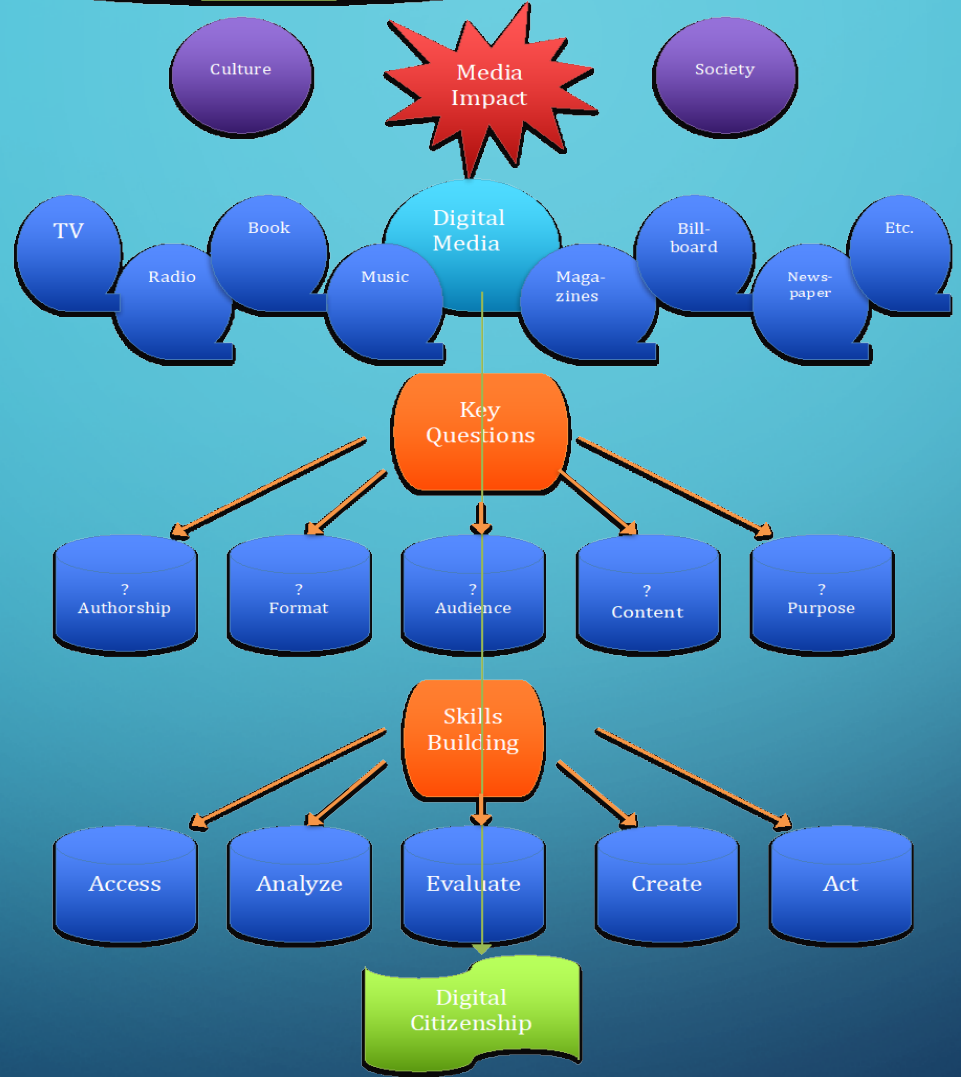 Culture
Media
Impact
Society
TV
Radio
Book
Music
Digital
Media
Maga-
zines
Bill-
board
News-
paper
Etc.
Key
Questions
?
Authorship
?
Format
?
Audience
?
Content
?
Purpose
Skills
Building
Access
Analyze
Evaluate
Create
Act
Digital
Citizenship